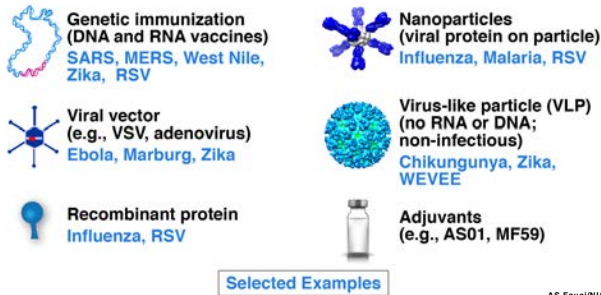 Genetic immunization
(DNA and RNA vaccines)
SARS, MERS, West Nile,
Zika, RSV
Viral vector
(e.g., VSV, adenovirus)
Ebola, Marburg, Zika
Recombinant protein
Influenza, RSV
Nanoparticles
(viral protein on particle)
Influenza, Malaria, RSV
Virus-like particle (VLP)
(no RNA or DNA;
non-infectious)
Chikungunya, Zika,
WEVEE
Adjuvants
(e.g., AS01, MF59)
Selected Examples